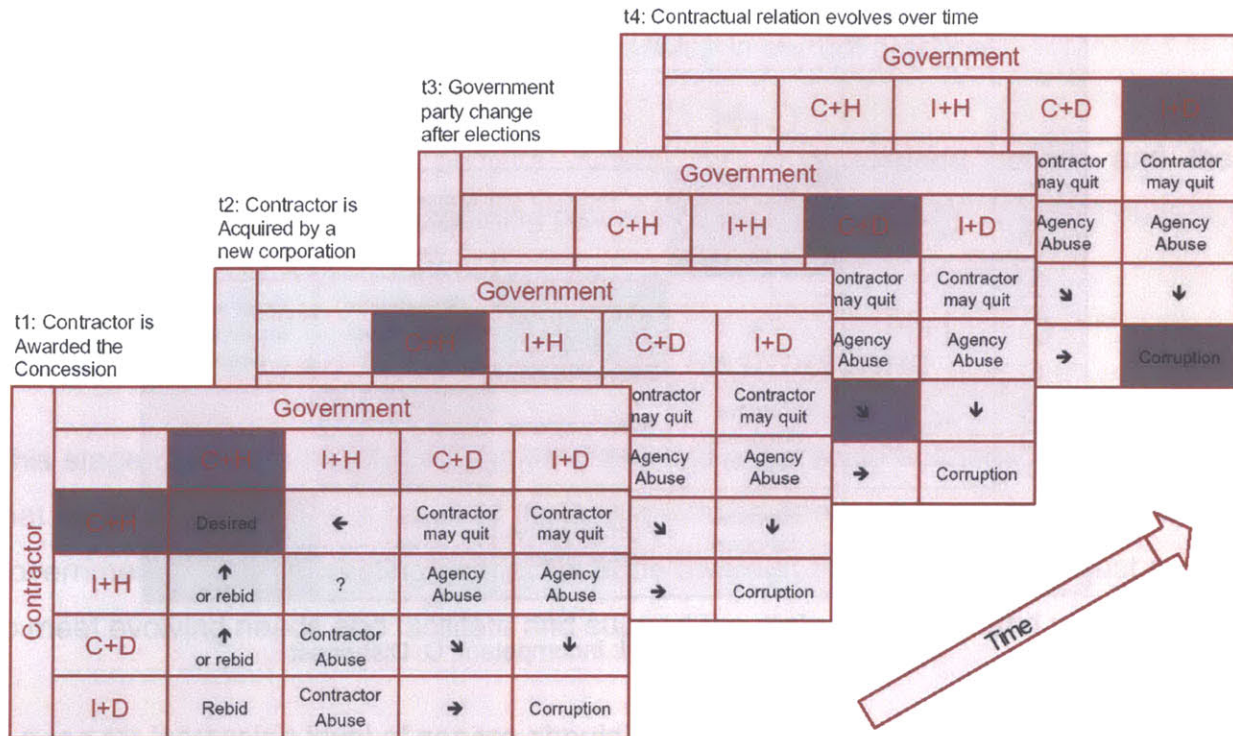 t4: Contractual relation evolves over time
Government
C+H I+H C+D I+D
ontractor Contractor
may quit may quit
Agency Agency
Abuse Abuse
↘ ↓
→ Corruption
t3: Government
party change
after elections
Government
C+H I+H C+D I+D
ontractor Contractor
may quit may quit
Agency Agency
Abuse Abuse
↘ ↓
→ Corruption
t2: Contractor is
Acquired by a
new corporation
Government
C+H I+H C+D I+D
ontractor Contractor
may quit may quit
Agency Agency
Abuse Abuse
↘ ↓
→ Corruption
t1: Contractor is
Awarded the
Concession
Government
Contractor
C+H I+H C+D I+D
C+H Desired ← Contractor Contractor
may quit may quit
I+H ↑ ? Agency Agency
or rebid Abuse Abuse
C+D ↑ Contractor ↘ ↓
or rebid Abuse
I+D Rebid Contractor → Corruption
Abuse
Time